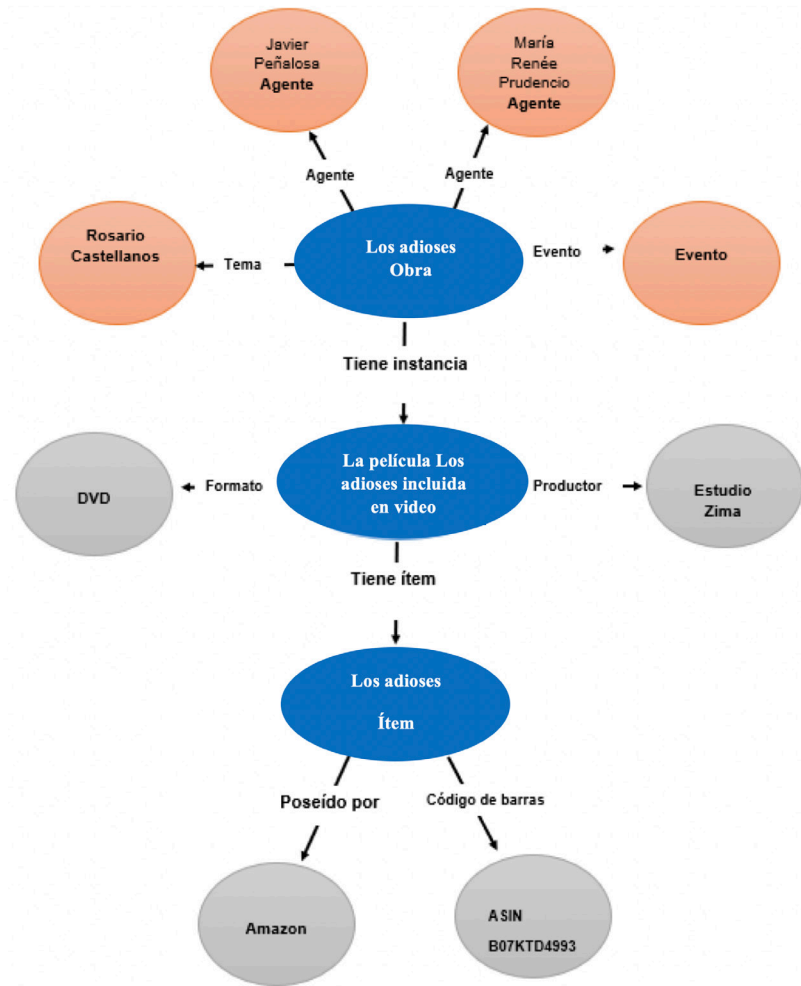 Javier
Peñalosa
Agente
María
Renée
Prudencio
Agente
Agente
Agente
Rosario
Castellanos
Tema
Los adioses
Obra
Evento
Evento
Tiene instancia
DVD
Formato
La película Los
adioses incluida
en video
Productor
Estudio
Zima
Tiene ítem
Los adioses
Ítem
Poseído por
Código de barras
Amazon
ASIN
B07KTD4993